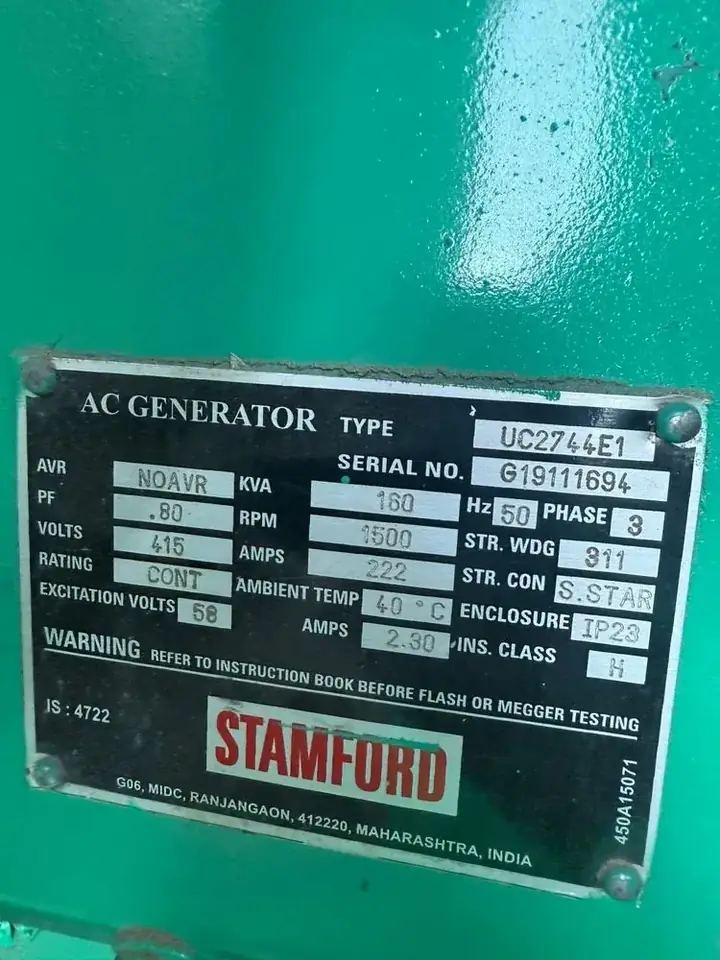 AC GENERATOR TYPE UC2744E1
SERIAL NO. G19111694
AVR NOAVR KVA 160 Hz 50 PHASE 3
PF .80 RPM 1500 STR. WDG 311
VOLTS 415 AMPS 222 STR. CON S.STAR
RATING CONT AMBIENT TEMP 40 °C ENCLOSURE IP23
EXCITATION VOLTS 58 AMPS 2.30 INS. CLASS H
WARNING REFER TO INSTRUCTION BOOK BEFORE FLASH OR MEGGER TESTING
IS : 4722
STAMFORD
G06, MIDC, RANJANGAON, 412220, MAHARASHTRA, INDIA
450A15071